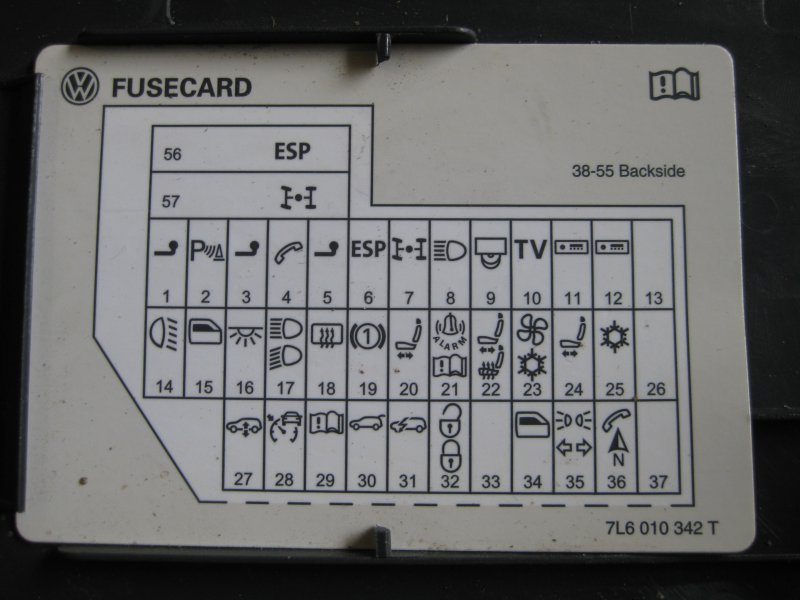 VW FUSECARD
38-55 Backside
56 ESP
57
P ESP TV
1 2 3 4 5 6 7 8 9 10 11 12 13
1 ALARM
14 15 16 17 18 19 20 21 22 23 24 25 26
N
27 28 29 30 31 32 33 34 35 36 37
7L6 010 342 T